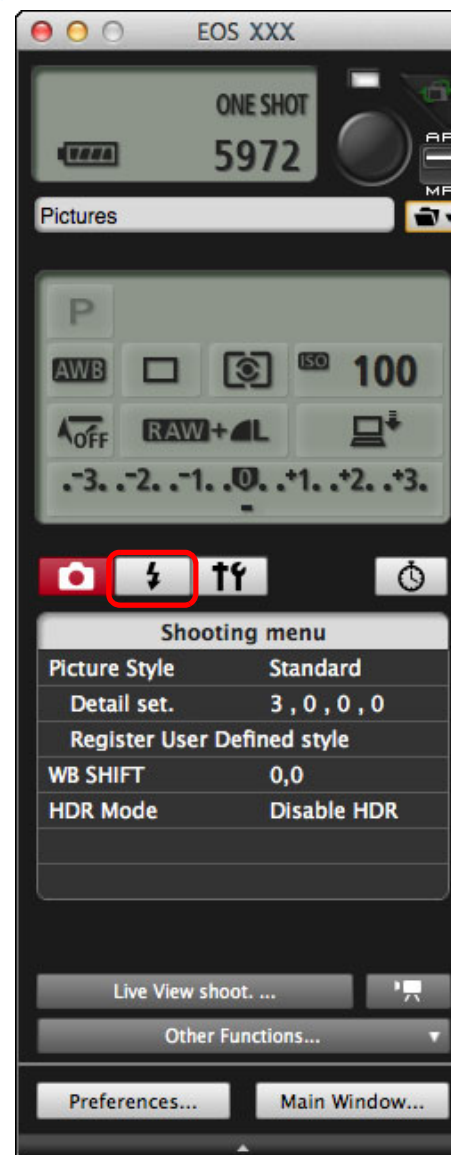 EOS XXX
ONE SHOT
5972
AF
MF
Pictures
P
AWB
ISO 100
OFF RAW+L
.-3. .-2. .-1. .0. .+1. .+2. .+3.
Shooting menu
Picture Style Standard
Detail set. 3 , 0 , 0 , 0
Register User Defined style
WB SHIFT 0,0
HDR Mode Disable HDR
Live View shoot. ...
Other Functions...
Preferences... Main Window...